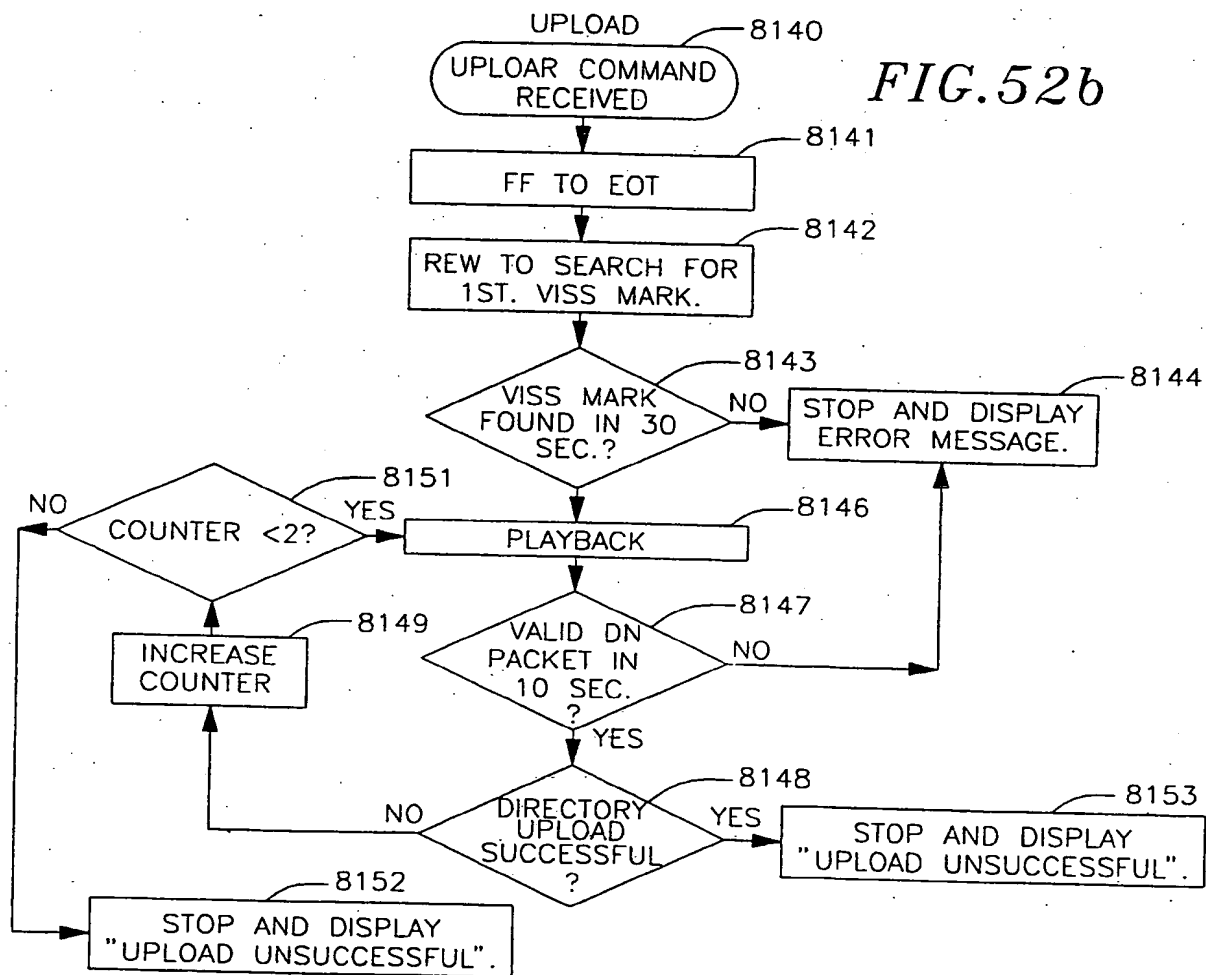 UPLOAD
8140
UPLOAR COMMAND
RECEIVED
FIG.52b
8141
FF TO EOT
8142
REW TO SEARCH FOR
1ST. VISS MARK.
8143
VISS MARK
FOUND IN 30
SEC.?
NO
8144
STOP AND DISPLAY
ERROR MESSAGE.
8151
NO
COUNTER <2?
YES
8146
PLAYBACK
8147
VALID DN
PACKET IN
10 SEC.
?
NO
8149
INCREASE
COUNTER
YES
8148
NO
DIRECTORY
UPLOAD
SUCCESSFUL
?
YES
8153
STOP AND DISPLAY
"UPLOAD UNSUCCESSFUL".
8152
STOP AND DISPLAY
"UPLOAD UNSUCCESSFUL".